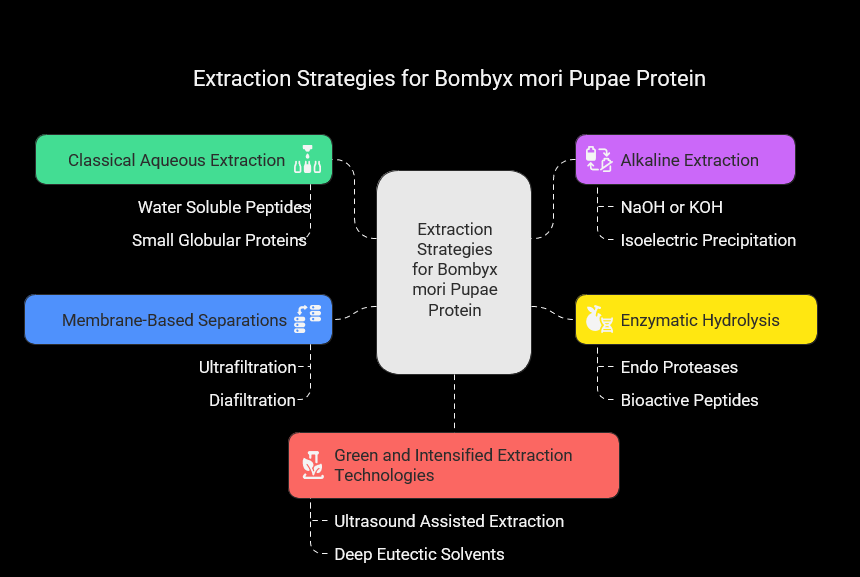 Extraction Strategies for Bombyx mori Pupae Protein
Classical Aqueous Extraction
Water Soluble Peptides
Small Globular Proteins
Membrane-Based Separations
Ultrafiltration
Diafiltration
Extraction
Strategies
for Bombyx
mori Pupae
Protein
Alkaline Extraction
NaOH or KOH
Isoelectric Precipitation
Enzymatic Hydrolysis
Endo Proteases
Bioactive Peptides
Green and Intensified Extraction
Technologies
Ultrasound Assisted Extraction
Deep Eutectic Solvents